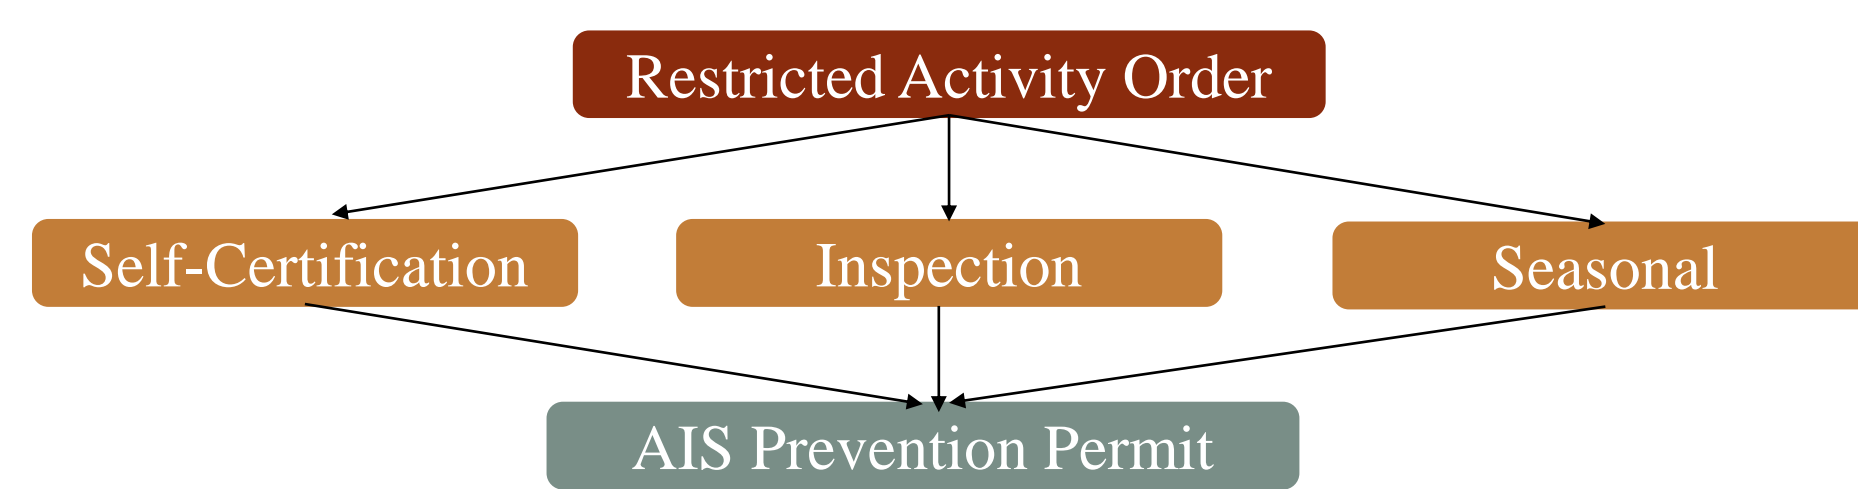 Restricted Activity Order
Self-Certification
Inspection
Seasonal
AIS Prevention Permit